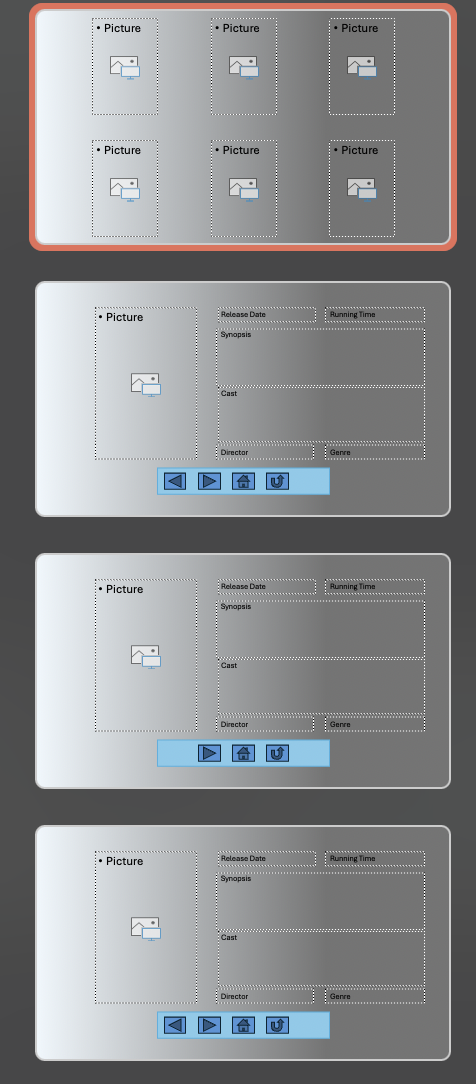 • Picture
• Picture
• Picture
• Picture
• Picture
• Picture
• Picture
Release Date
Running Time
Synopsis
Cast
Director
Genre
• Picture
Release Date
Running Time
Synopsis
Cast
Director
Genre
• Picture
Release Date
Running Time
Synopsis
Cast
Director
Genre